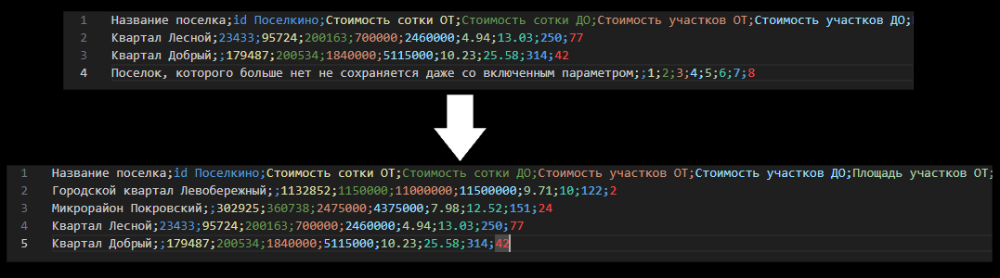 1 Название поселка;id Поселкино;Стоимость сотки ОТ;Стоимость сотки ДО;Стоимость участков ОТ;Стоимость участков ДО;
2 Квартал Лесной;23433;95724;200163;700000;2460000;4.94;13.03;250;77
3 Квартал Добрый;;179487;200534;1840000;5115000;10.23;25.58;314;42
4 Поселок, которого больше нет не сохраняется даже со включенным параметром;;1;2;3;4;5;6;7;8
1 Название поселка;id Поселкино;Стоимость сотки ОТ;Стоимость сотки ДО;Стоимость участков ОТ;Стоимость участков ДО;Площадь участков ОТ;
2 Городской квартал Левобережный;;1132852;1150000;11000000;11500000;9.71;10;122;2
3 Микрорайон Покровский;;302925;360738;2475000;4375000;7.98;12.52;151;24
4 Квартал Лесной;23433;95724;200163;700000;2460000;4.94;13.03;250;77
5 Квартал Добрый;;179487;200534;1840000;5115000;10.23;25.58;314;42